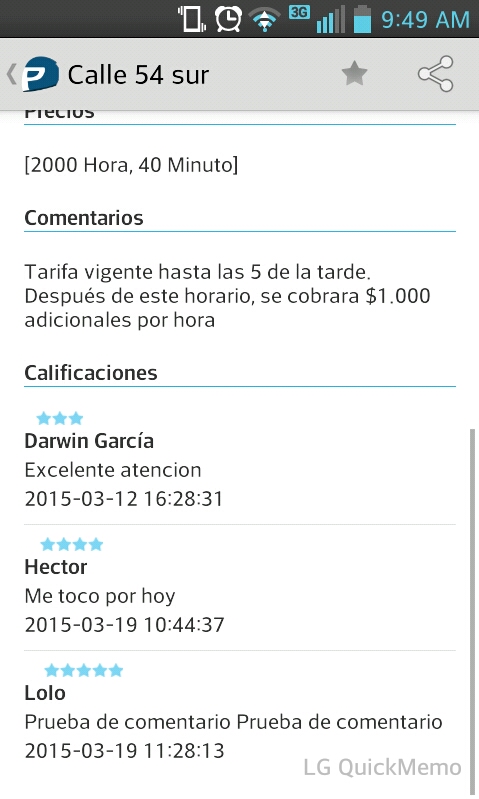 3G 9:49 AM
Calle 54 sur
Precios
[2000 Hora, 40 Minuto]
Comentarios
Tarifa vigente hasta las 5 de la tarde.
Después de este horario, se cobrara $1.000
adicionales por hora
Calificaciones
Darwin García
Excelente atencion
2015-03-12 16:28:31
Hector
Me toco por hoy
2015-03-19 10:44:37
Lolo
Prueba de comentario Prueba de comentario
2015-03-19 11:28:13
LG QuickMemo